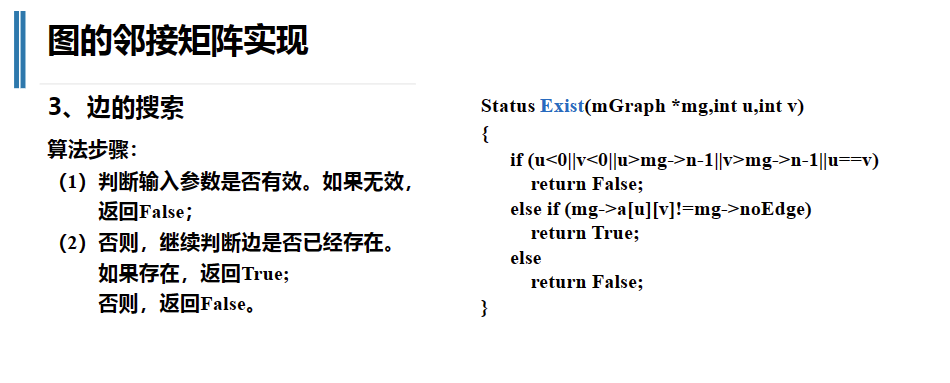 图的邻接矩阵实现
3、边的搜索
算法步骤：
（1）判断输入参数是否有效。如果无效，
返回False；
（2）否则，继续判断边是否已经存在。
如果存在，返回True;
否则，返回False。
Status Exist(mGraph *mg,int u,int v)
{
if (u<0||v<0||u>mg->n-1||v>mg->n-1||u==v)
return False;
else if (mg->a[u][v]!=mg->noEdge)
return True;
else
return False;
}